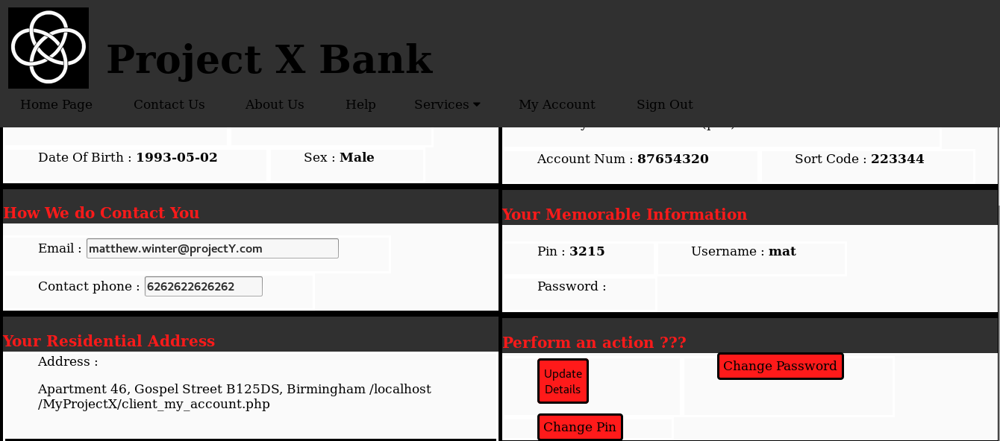 Project X Bank
Home Page Contact Us About Us Help Services My Account Sign Out
Date Of Birth : 1993-05-02 Sex : Male
Account Num : 87654320 Sort Code : 223344
How We do Contact You
Email : matthew.winter@projectY.com
Contact phone : 6262622626262
Your Memorable Information
Pin : 3215 Username : mat
Password :
Your Residential Address
Address :
Apartment 46, Gospel Street B125DS, Birmingham /localhost
/MyProjectX/client_my_account.php
Perform an action ???
Update
Details
Change Password
Change Pin